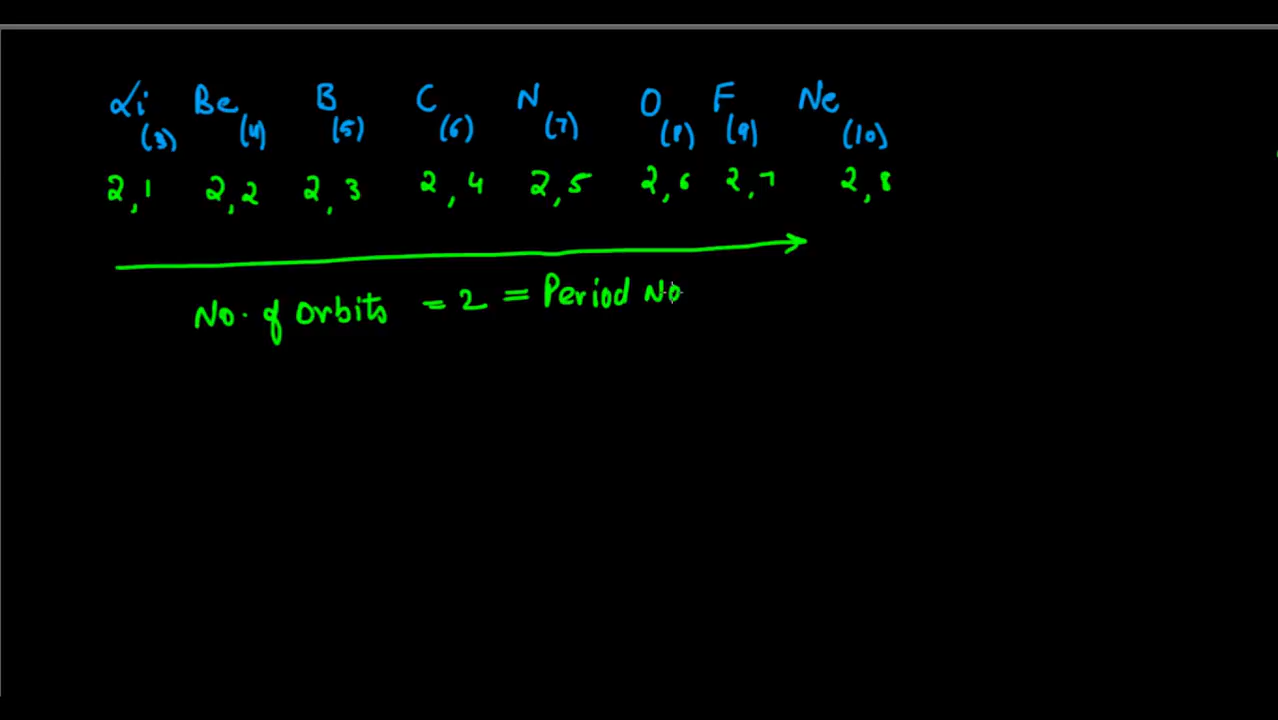 Li Be B C N O F Ne
(3) (4) (5) (6) (7) (8) (9) (10)
2,1 2,2 2,3 2,4 2,5 2,6 2,7 2,8
No. of Orbits = 2 = Period No